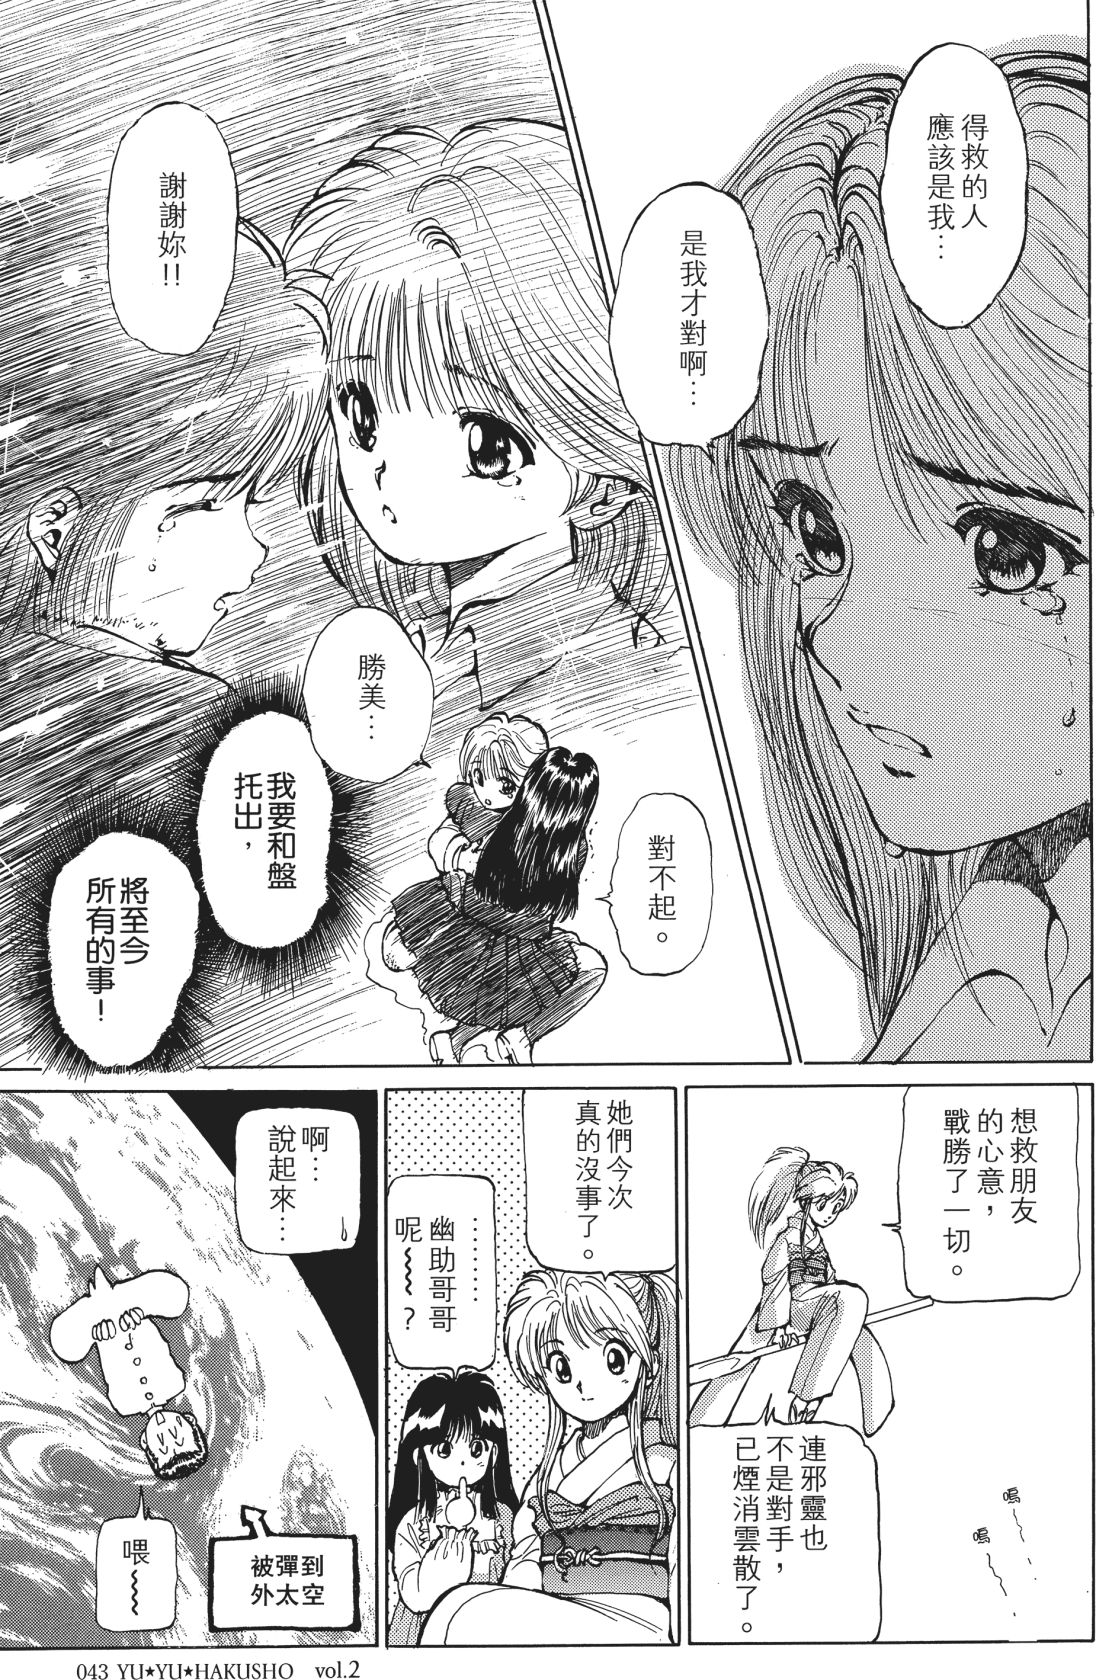 得救的人
應該是我…
是我才對啊…
謝謝妳!!
對不起。
勝美…
我要和盤
托出，
將至今
所有的事！
想救朋友
的心意，
戰勝了一切。
連邪靈也
不是對手，
已煙消雲散了。
嗚～～
嗚～～
她們今次
真的沒事了。
………
幽助哥哥
呢～～～?
啊…
說起來…
喂～～～
被彈到
外太空
043 YU★YU★HAKUSHO vol.2